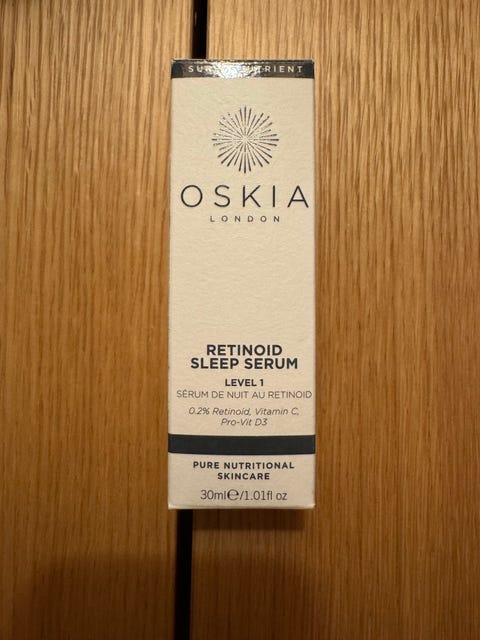 OSKIA
LONDON
RETINOID
SLEEP SERUM
LEVEL 1
SÉRUM DE NUIT AU RETINOID
0.2% Retinoid, Vitamin C,
Pro-Vit D3
PURE NUTRITIONAL
SKINCARE
30ml℮/1.01fl oz